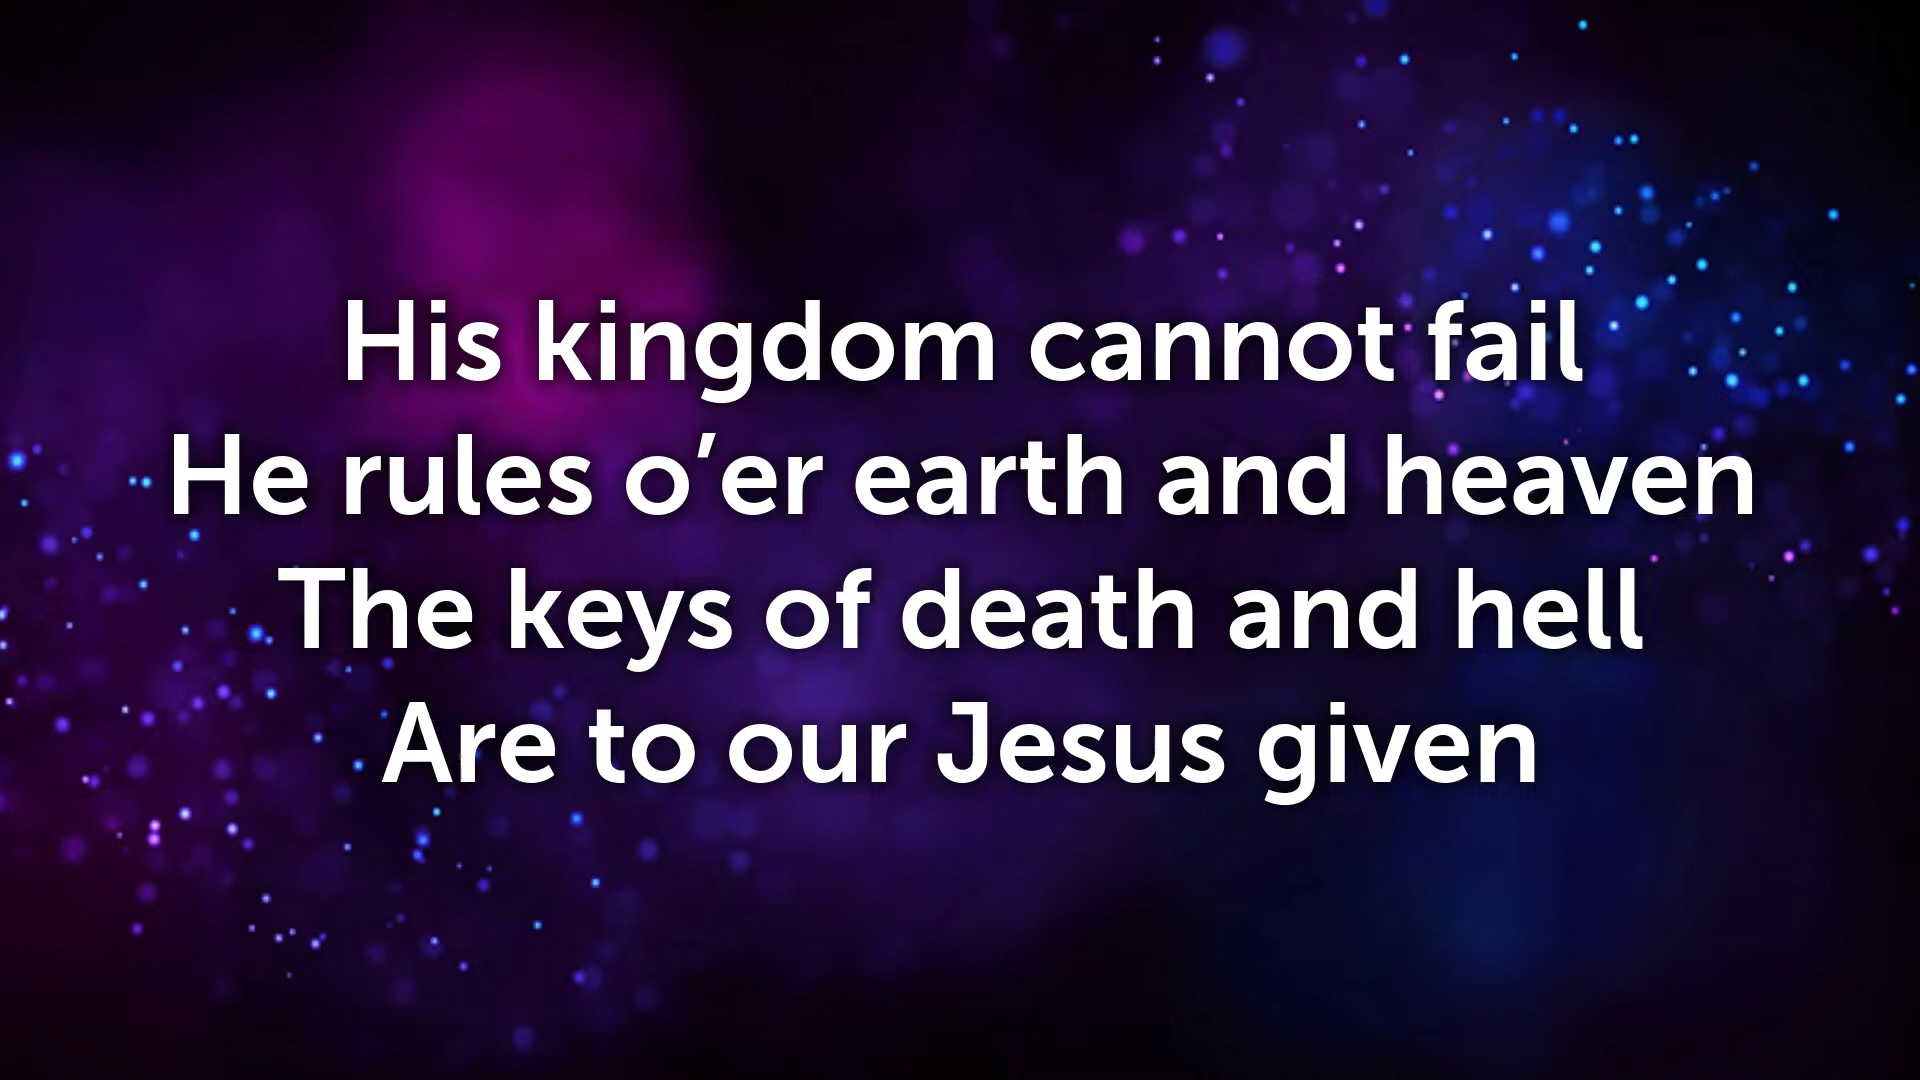 His kingdom cannot fail
He rules o’er earth and heaven
The keys of death and hell
Are to our Jesus given